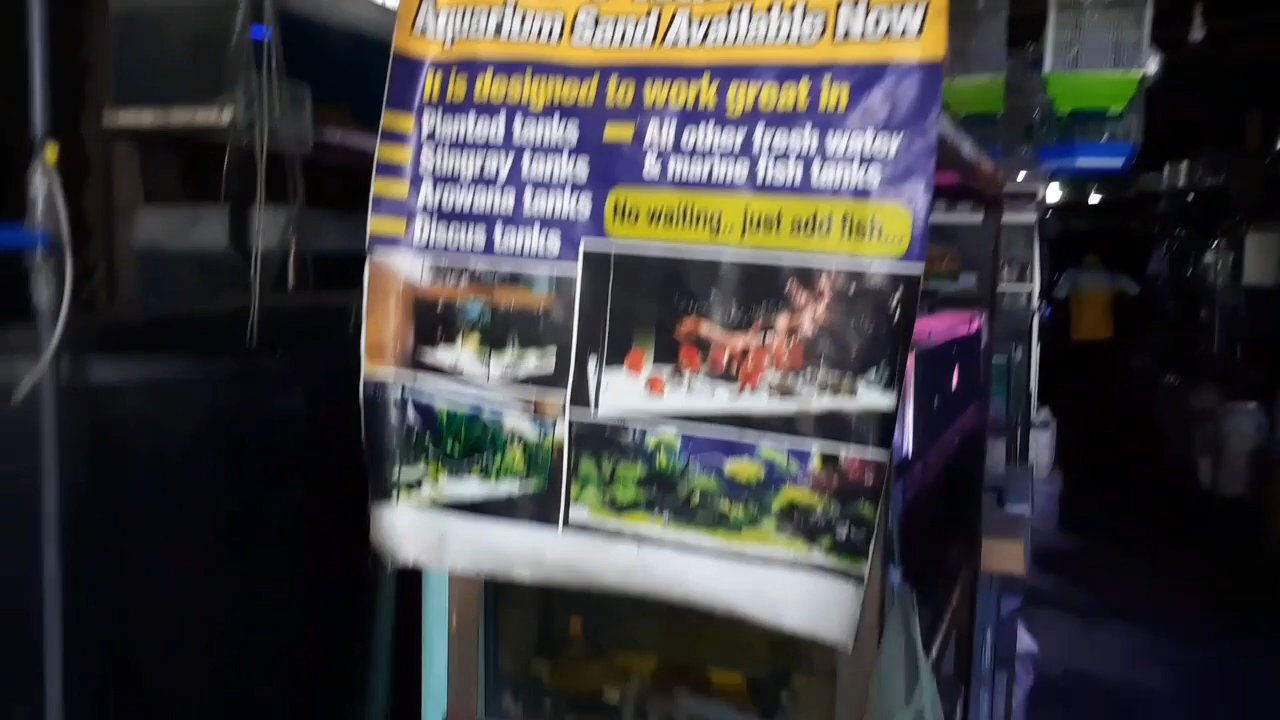 Aquarium Sand Available Now
It is designed to work great in
Planted tanks
Stingray tanks
Arowana tanks
Discus tanks
All other fresh water
& marine fish tanks
No waiting.. just add fish...